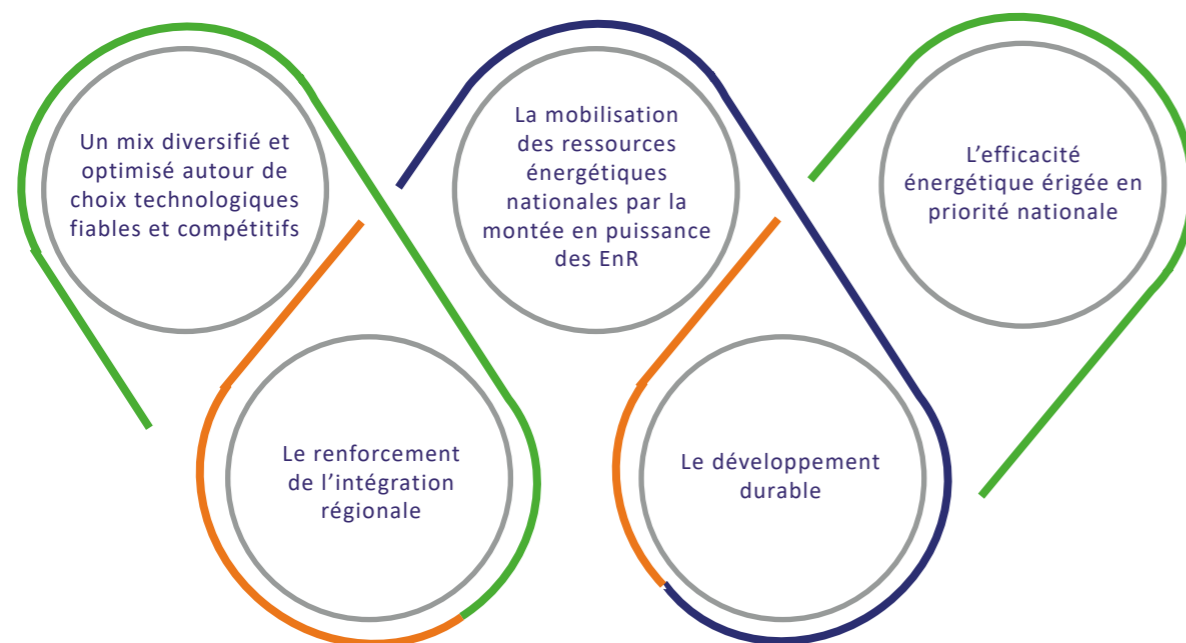 Un mix diversifié et
optimisé autour de
choix technologiques
fiables et compétitifs
La mobilisation
des ressources
énergétiques
nationales par la
montée en puissance
des EnR
L’efficacité
énergétique érigée en
priorité nationale
Le renforcement
de l’intégration
régionale
Le développement
durable